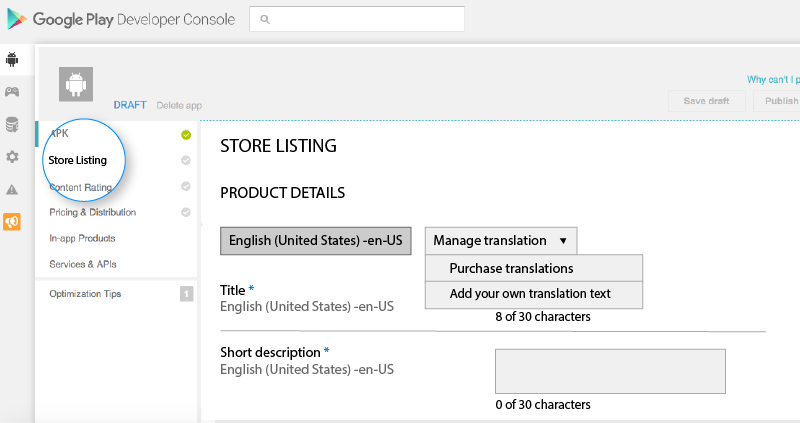 Google Play Developer Console
Why can't I p
DRAFT Delete app
Save draft
Publish
APK
Store Listing
Content Rating
Pricing & Distribution
In-app Products
Services & APIs
Optimization Tips
1
STORE LISTING
PRODUCT DETAILS
English (United States) -en-US
Manage translation
Purchase translations
Add your own translation text
Title *
English (United States) -en-US
8 of 30 characters
Short description *
English (United States) -en-US
0 of 30 characters